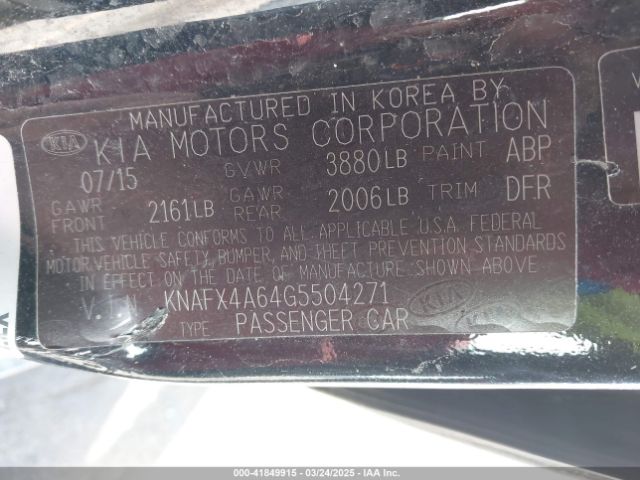 MANUFACTURED IN KOREA BY
KIA KIA MOTORS CORPORATION
07/15 GVWR 3880LB PAINT ABP
GAWR FRONT 2161LB GAWR REAR 2006LB TRIM DFR
THIS VEHICLE CONFORMS TO ALL APPLICABLE U.S.A. FEDERAL
MOTOR VEHICLE SAFETY, BUMPER, AND THEFT PREVENTION STANDARDS
IN EFFECT ON THE DATE OF MANUFACTURE SHOWN ABOVE
V.I.N KNAFX4A64G5504271 KIA
TYPE PASSENGER CAR
000-41849915 - 03/24/2025 - IAAI.com